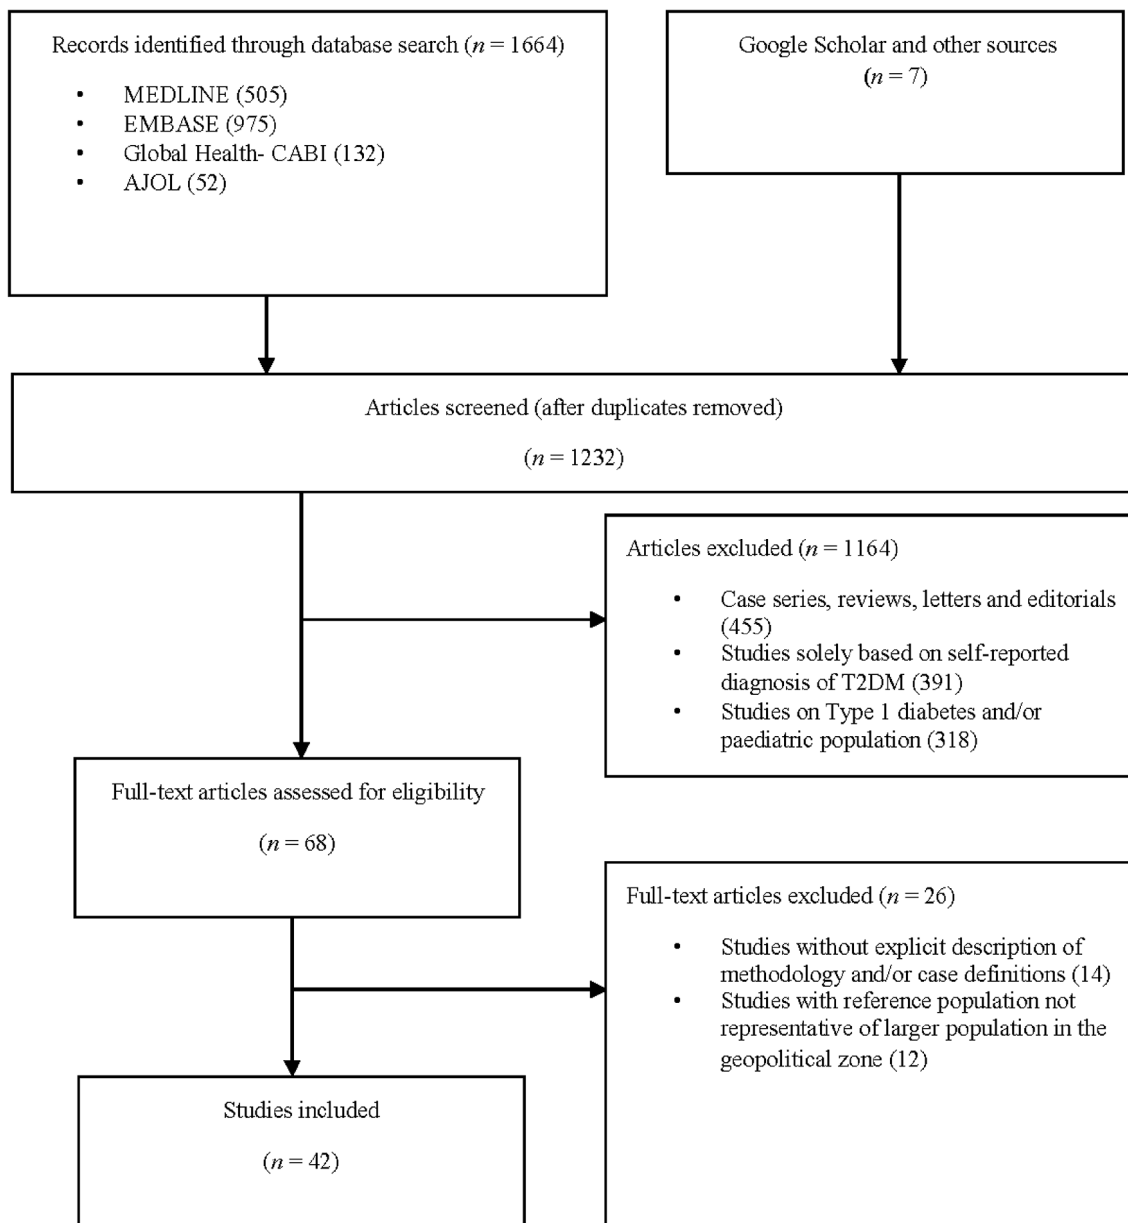 Records identified through database search (n = 1664)
• MEDLINE (505)
• EMBASE (975)
• Global Health- CABI (132)
• AJOL (52)
Google Scholar and other sources
(n = 7)
Articles screened (after duplicates removed)
(n = 1232)
Articles excluded (n = 1164)
• Case series, reviews, letters and editorials
(455)
• Studies solely based on self-reported
diagnosis of T2DM (391)
• Studies on Type 1 diabetes and/or
paediatric population (318)
Full-text articles assessed for eligibility
(n = 68)
Full-text articles excluded (n = 26)
• Studies without explicit description of
methodology and/or case definitions (14)
• Studies with reference population not
representative of larger population in the
geopolitical zone (12)
Studies included
(n = 42)